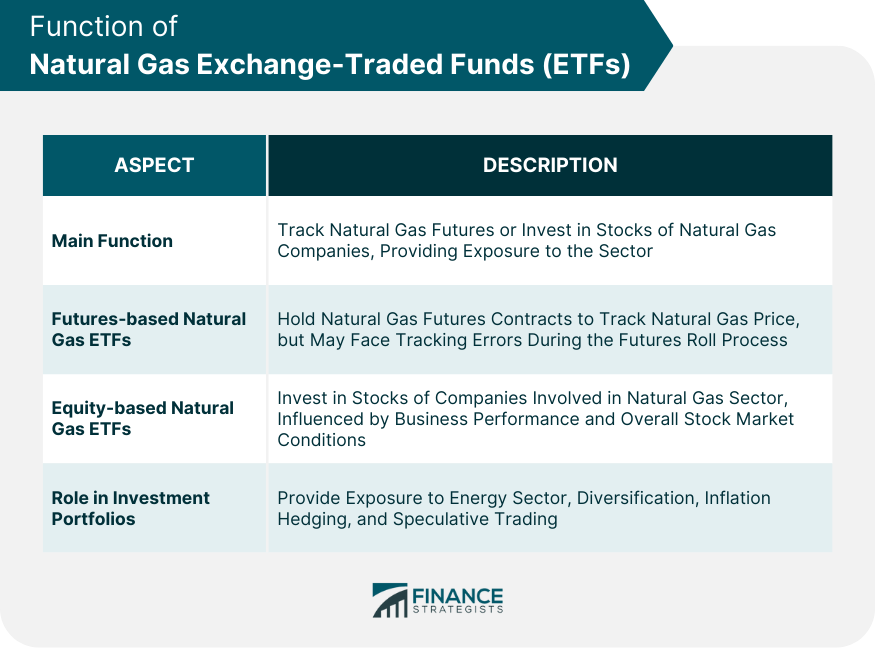 Function of
Natural Gas Exchange-Traded Funds (ETFs)
ASPECT
DESCRIPTION
Main Function
Track Natural Gas Futures or Invest in Stocks of Natural Gas
Companies, Providing Exposure to the Sector
Futures-based Natural
Gas ETFs
Hold Natural Gas Futures Contracts to Track Natural Gas Price,
but May Face Tracking Errors During the Futures Roll Process
Equity-based Natural
Gas ETFs
Invest in Stocks of Companies Involved in Natural Gas Sector,
Influenced by Business Performance and Overall Stock Market
Conditions
Role in Investment
Portfolios
Provide Exposure to Energy Sector, Diversification, Inflation
Hedging, and Speculative Trading
FINANCE
STRATEGISTS